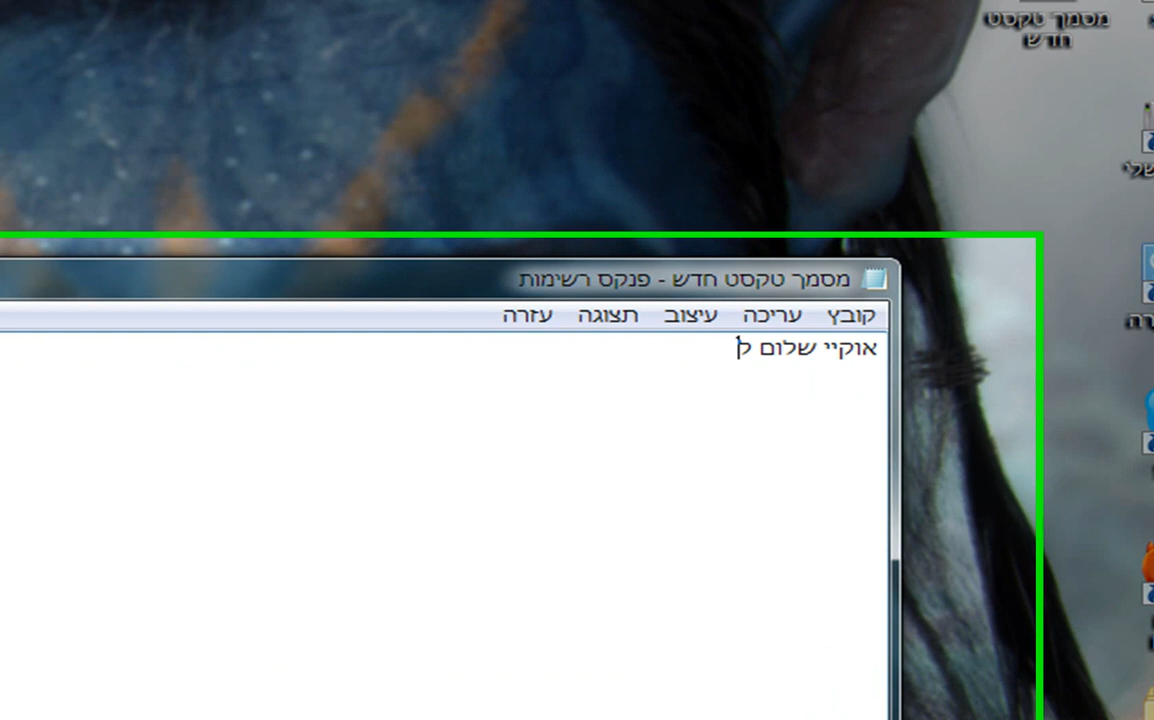 מסמך טקסט
חדש
מסמך טקסט חדש - פנקס רשימות
קובץ עריכה עיצוב תצוגה עזרה
אוקיי שלום ל